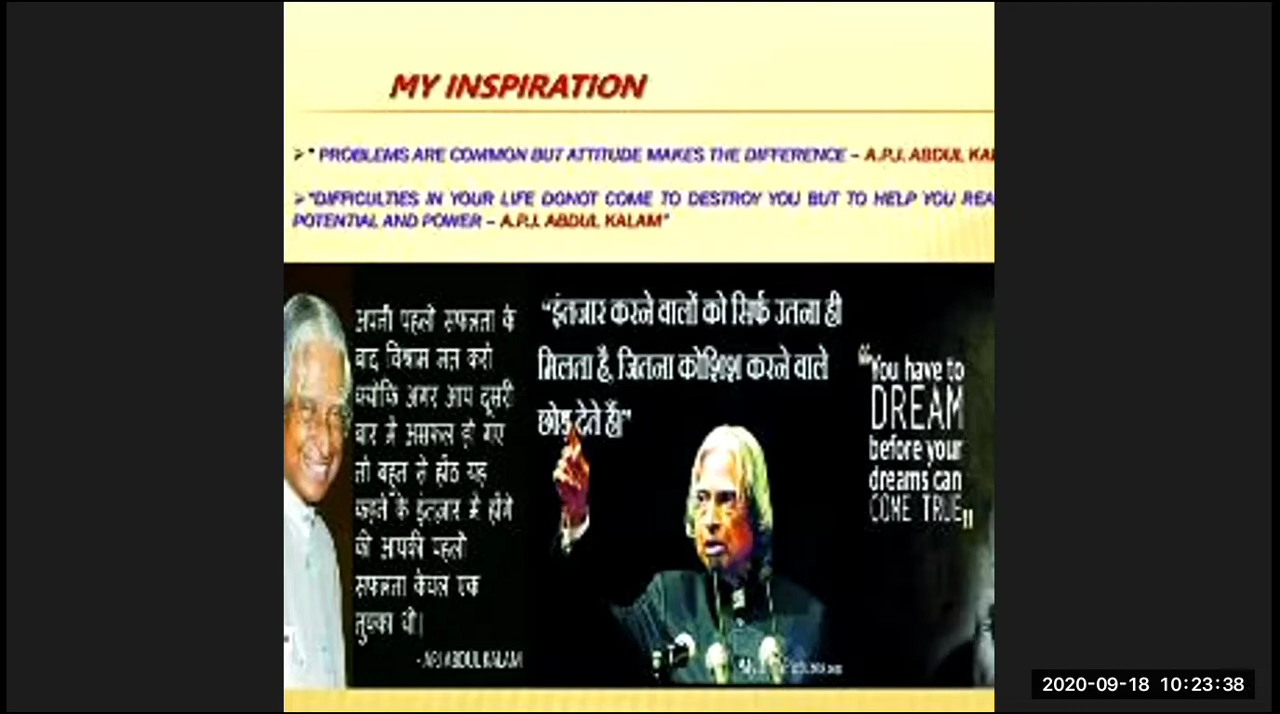 MY INSPIRATION
➢" PROBLEMS ARE COMMON BUT ATTITUDE MAKES THE DIFFERENCE – A.P.J. ABDUL
➢"DIFFICULTIES IN YOUR LIFE DONOT COME TO DESTROY YOU BUT TO HELP YOU
POTENTIAL AND POWER – A.P.J. ABDUL KALAM"
अपनी पहली सफलता के
बाद विश्राम मत करो
क्योकि अगर आप दूसरी
बार में असफल हो गए
तो बहुत से होंठ यह
कहने के इंतज़ार में होंगे
की आपकी पहली
सफलता केवल एक
तुक्का थी|
- APJ ABDUL KALAM
“इंतजार करने वालों को सिर्फ उतना ही
मिलता है, जितना कोशिश करने वाले
छोड़ देते हैं।”
“You have to
DREAM
before your
dreams can
COME TRUE„
2020-09-18 10:23:38